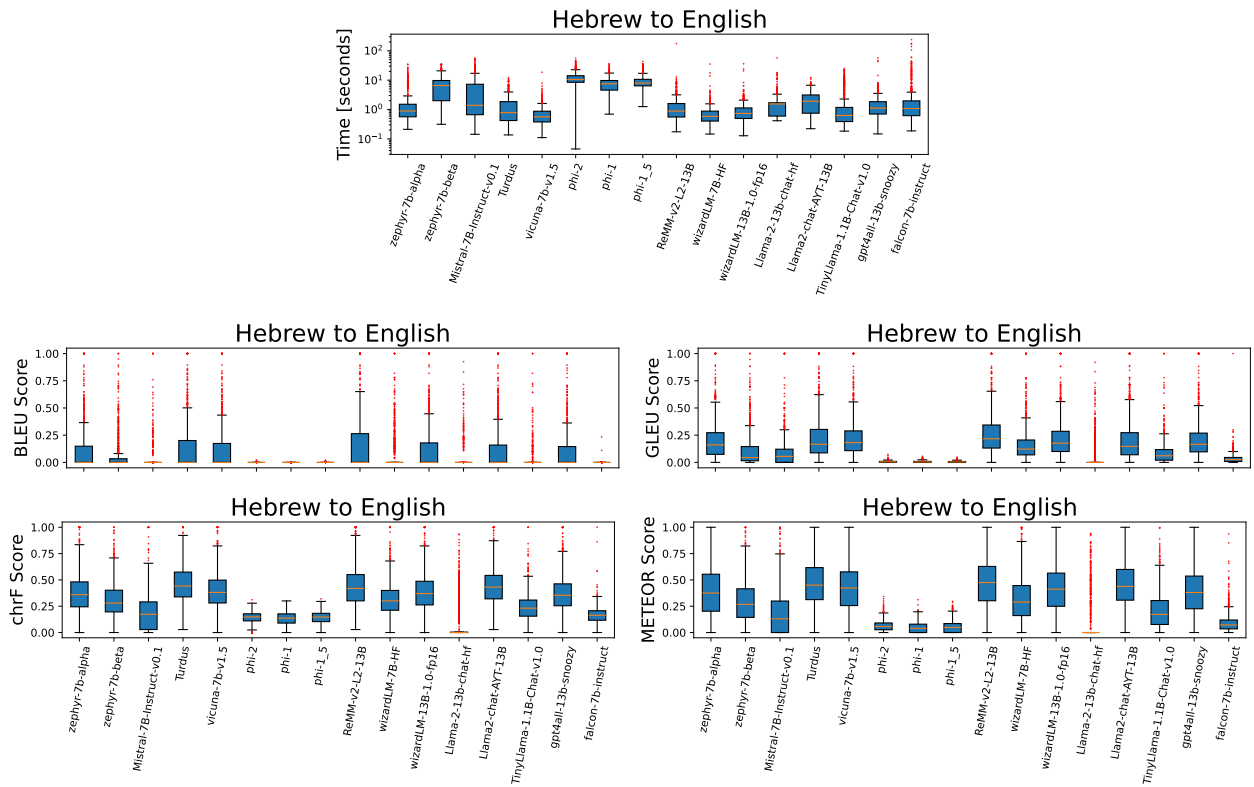 Hebrew to English
Time [seconds]
10²
10¹
10⁰
10⁻¹
zephyr-7b-alpha
zephyr-7b-beta
Mistral-7B-Instruct-v0.1
Turdus
vicuna-7b-v1.5
phi-2
phi-1
phi-1_5
ReMM-v2-L2-13B
wizardLM-7B-HF
wizardLM-13B-1.0-fp16
Llama-2-13b-chat-hf
Llama2-chat-AYT-13B
TinyLlama-1.1B-Chat-v1.0
gpt4all-13b-snoozy
falcon-7b-instruct
Hebrew to English
BLEU Score
1.00
0.75
0.50
0.25
0.00
Hebrew to English
GLEU Score
1.00
0.75
0.50
0.25
0.00
Hebrew to English
chrF Score
1.00
0.75
0.50
0.25
0.00
zephyr-7b-alpha
zephyr-7b-beta
Mistral-7B-Instruct-v0.1
Turdus
vicuna-7b-v1.5
phi-2
phi-1
phi-1_5
ReMM-v2-L2-13B
wizardLM-7B-HF
wizardLM-13B-1.0-fp16
Llama-2-13b-chat-hf
Llama2-chat-AYT-13B
TinyLlama-1.1B-Chat-v1.0
gpt4all-13b-snoozy
falcon-7b-instruct
Hebrew to English
METEOR Score
1.00
0.75
0.50
0.25
0.00
zephyr-7b-alpha
zephyr-7b-beta
Mistral-7B-Instruct-v0.1
Turdus
vicuna-7b-v1.5
phi-2
phi-1
phi-1_5
ReMM-v2-L2-13B
wizardLM-7B-HF
wizardLM-13B-1.0-fp16
Llama-2-13b-chat-hf
Llama2-chat-AYT-13B
TinyLlama-1.1B-Chat-v1.0
gpt4all-13b-snoozy
falcon-7b-instruct